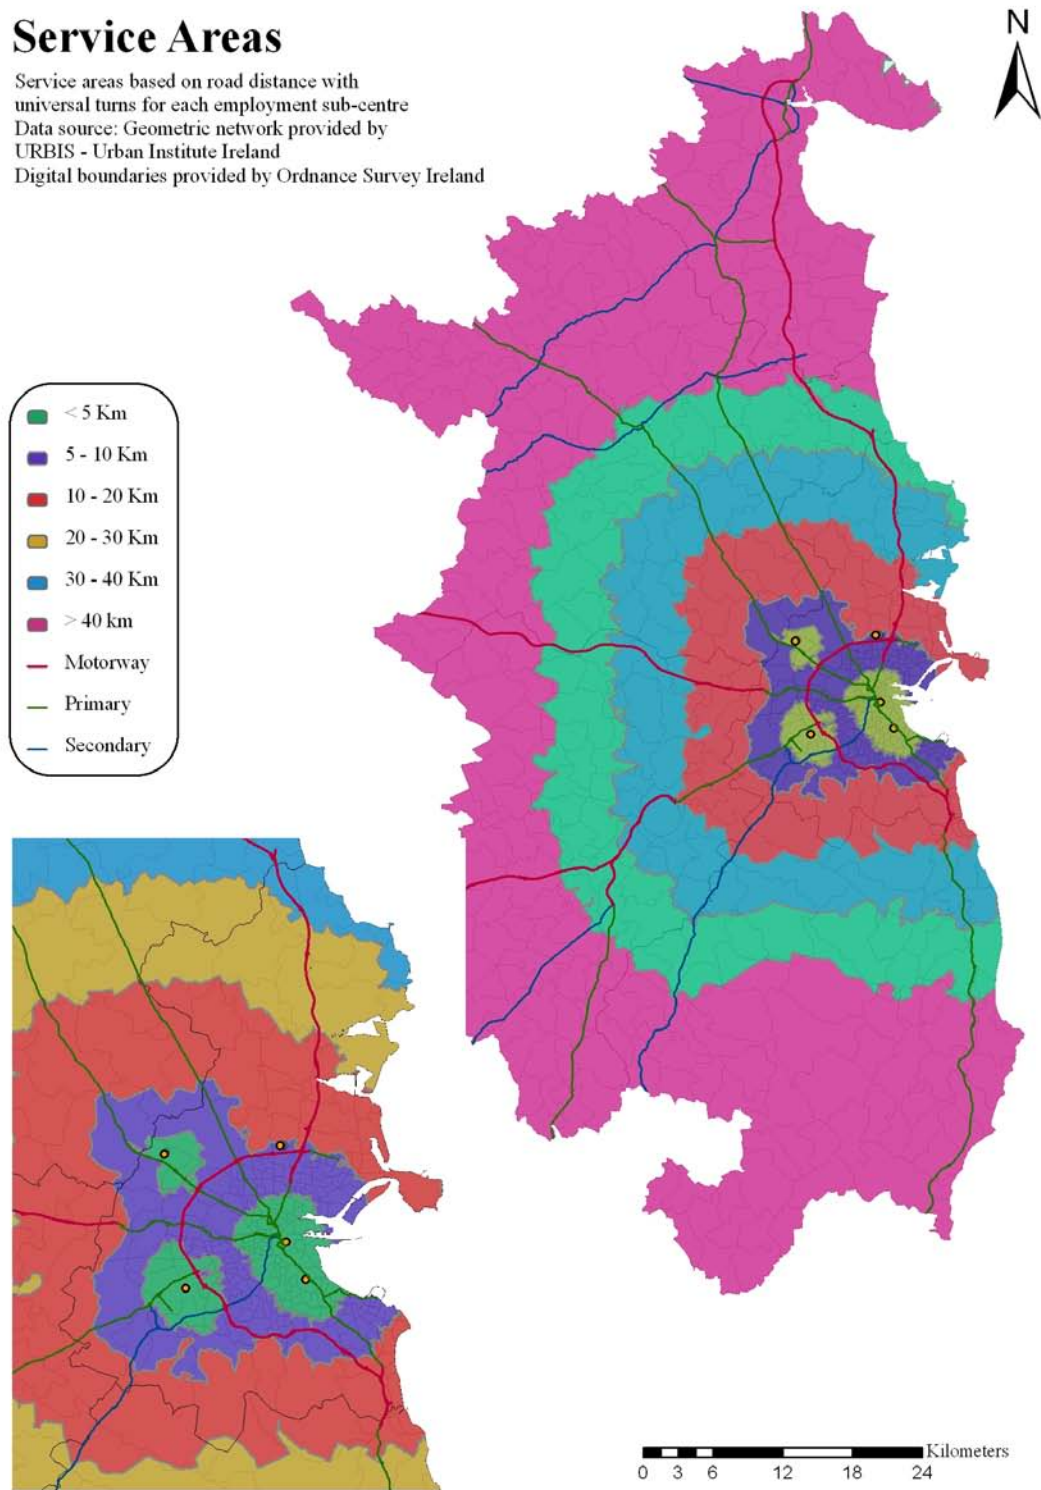 Service Areas
Service areas based on road distance with
universal turns for each employment sub-centre
Data source: Geometric network provided by
URBIS - Urban Institute Ireland
Digital boundaries provided by Ordnance Survey Ireland
N
< 5 Km
5 - 10 Km
10 - 20 Km
20 - 30 Km
30 - 40 Km
> 40 km
Motorway
Primary
Secondary
Kilometers
0 3 6 12 18 24